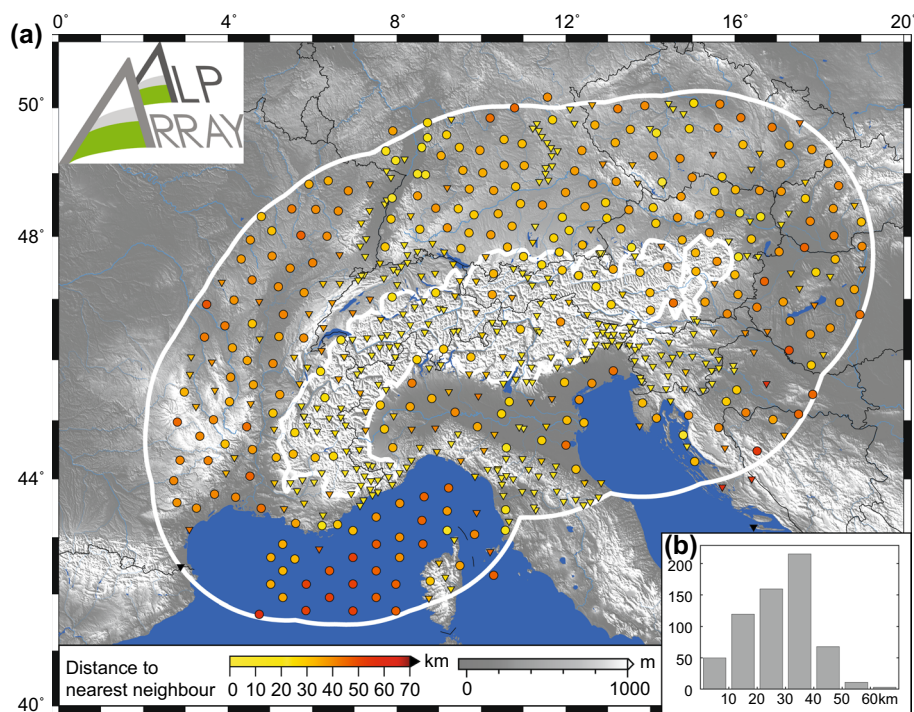 (a)
0° 4° 8° 12° 16° 20°
ALP
ARRAY
50°
48°
46°
44°
42°
40°
Distance to
nearest neighbour
km
0 10 20 30 40 50 60 70
m
0 1000
(b)
200
150
100
50
0
10 20 30 40 50 60km